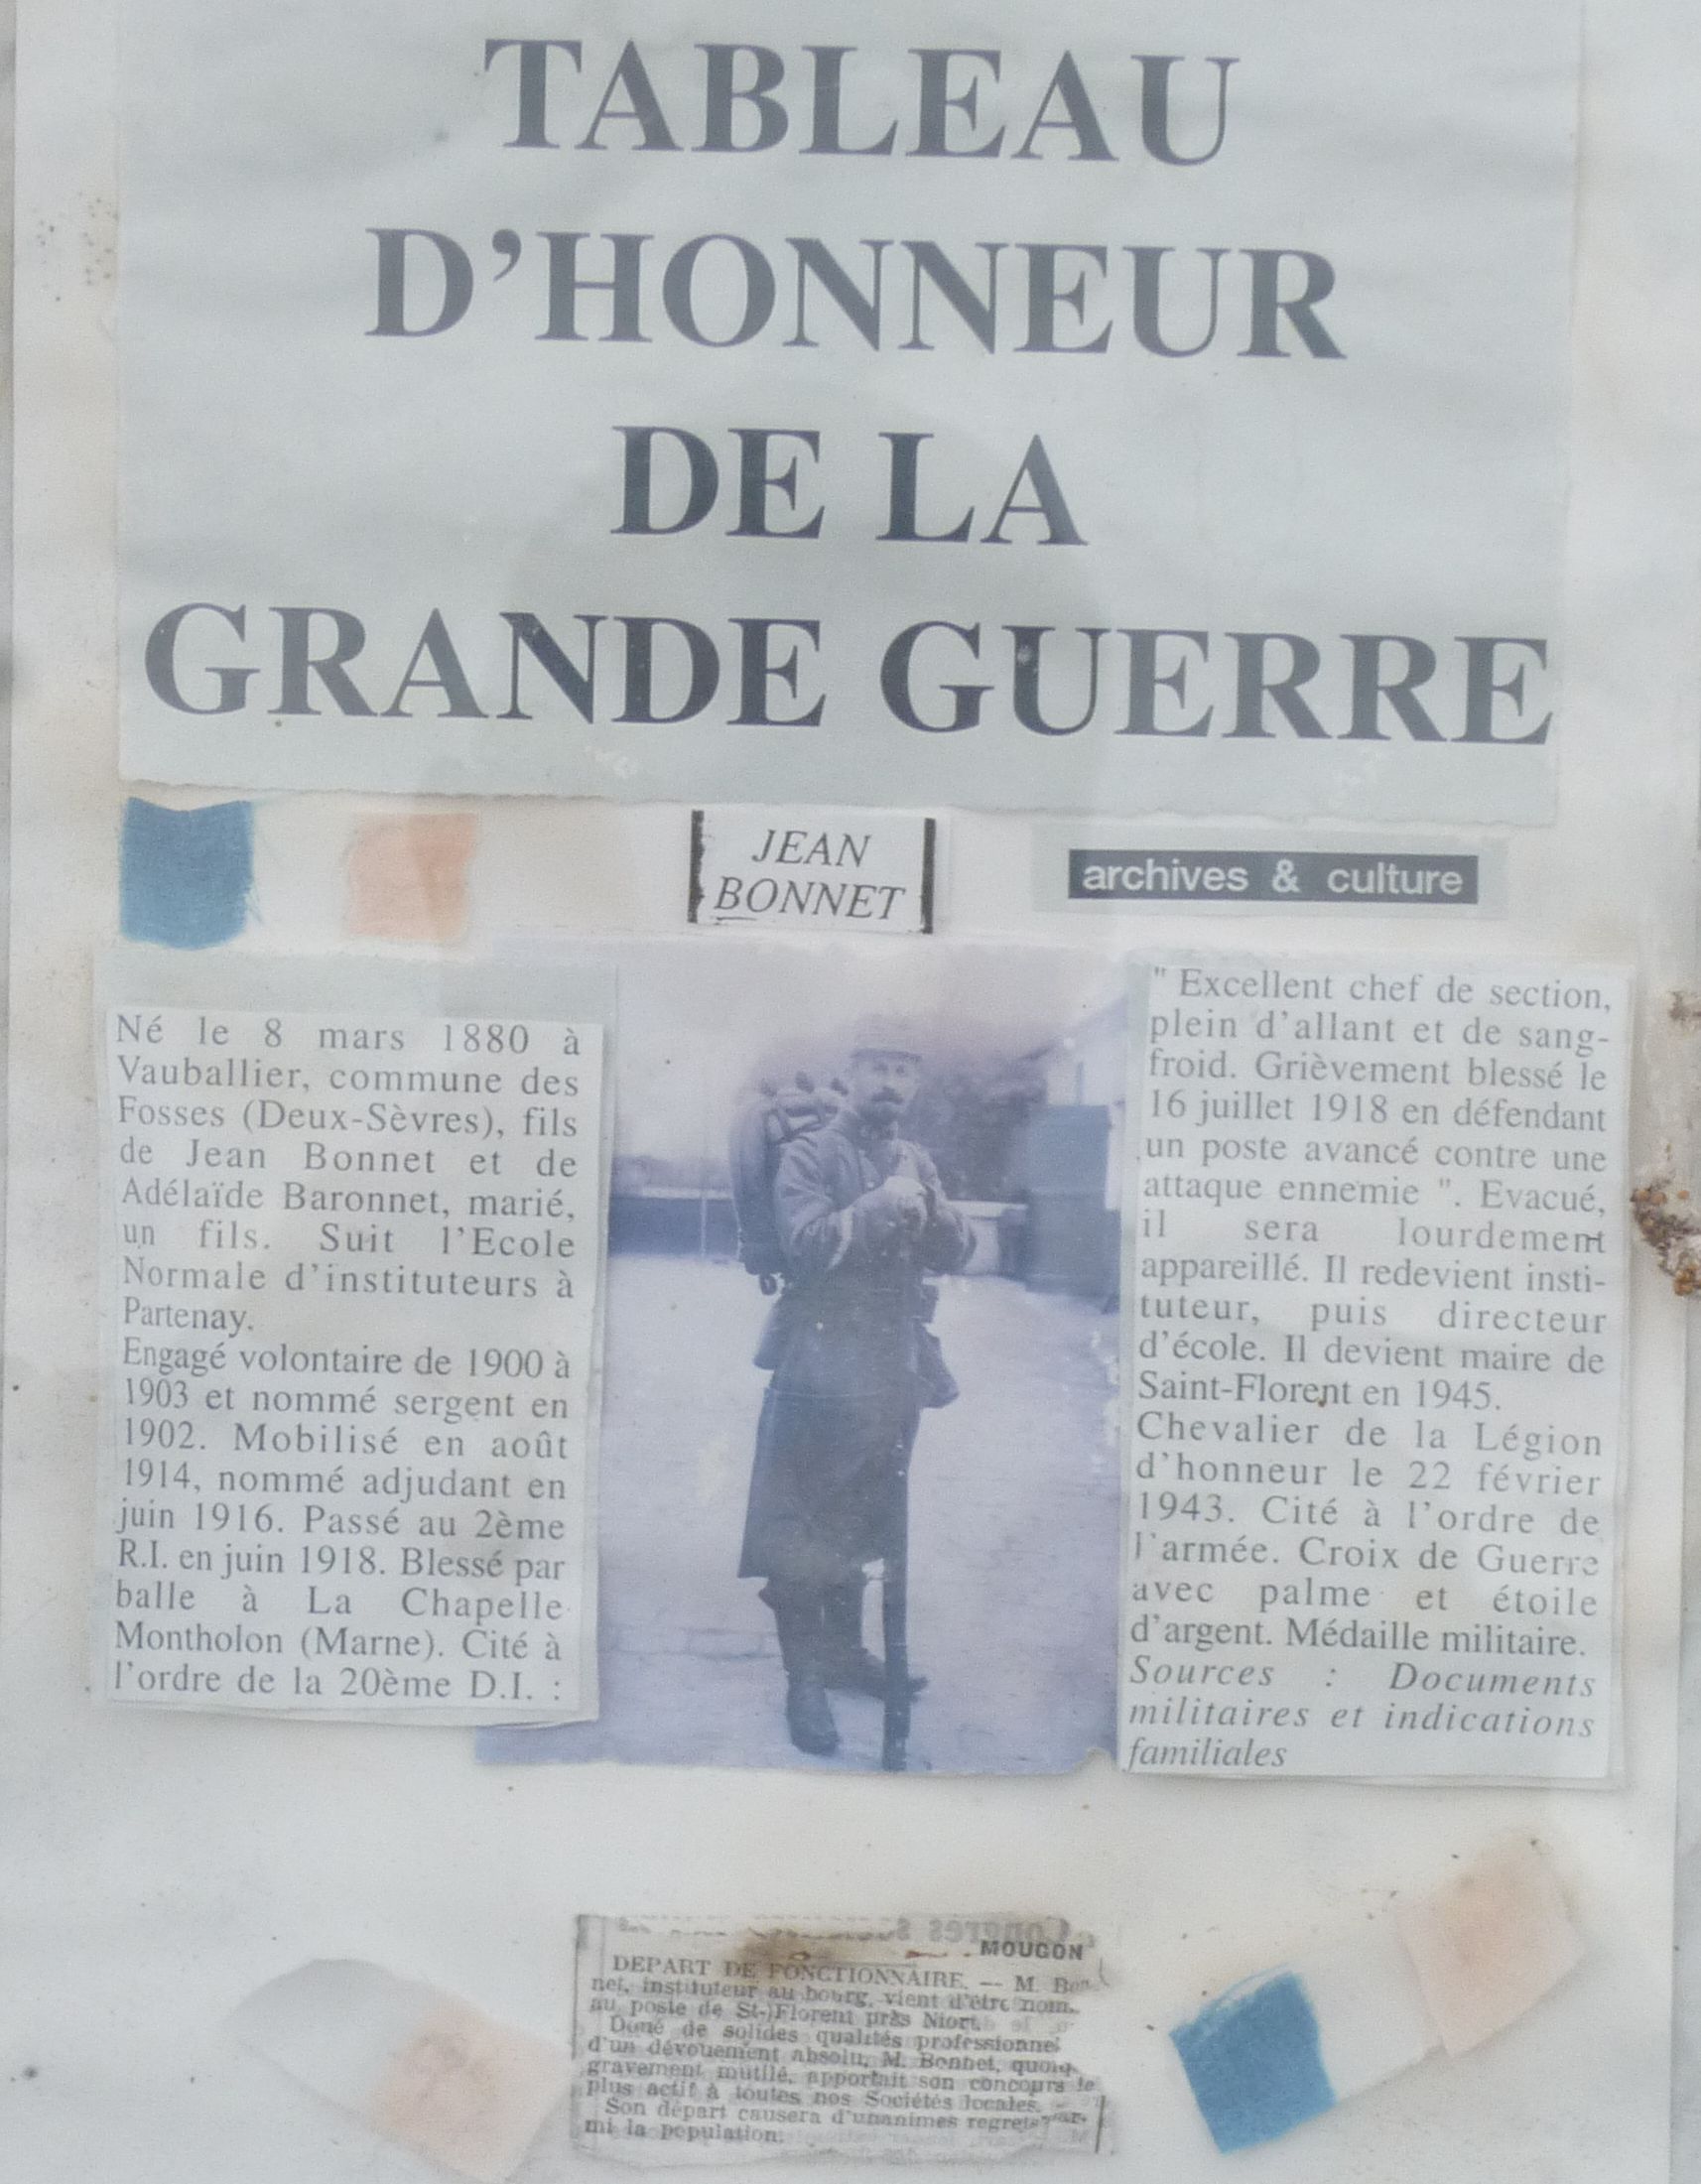 TABLEAU
D'HONNEUR
DE LA
GRANDE GUERRE
JEAN
BONNET
archives & culture
Né le 8 mars 1880 à
Vauballier, commune des
Fosses (Deux-Sèvres), fils
de Jean Bonnet et de
Adélaïde Baronnet, marié,
un fils. Suit l'Ecole
Normale d'instituteurs à
Partenay.
Engagé volontaire de 1900 à
1903 et nommé sergent en
1902. Mobilisé en août
1914, nommé adjudant en
juin 1916. Passé au 2ème
R.I. en juin 1918. Blessé par
balle à La Chapelle
Montholon (Marne). Cité à
l'ordre de la 20ème D.I. :
" Excellent chef de section,
plein d'allant et de sang-
froid. Grièvement blessé le
16 juillet 1918 en défendant
un poste avancé contre une
attaque ennemie ". Evacué,
il sera lourdement
appareillé. Il redevient insti-
tuteur, puis directeur
d'école. Il devient maire de
Saint-Florent en 1945.
Chevalier de la Légion
d'honneur le 22 février
1943. Cité à l'ordre de
l'armée. Croix de Guerre
avec palme et étoile
d'argent. Médaille militaire.
Sources : Documents
militaires et indications
familiales
MOUGON
DEPART DE FONCTIONNAIRE. — M. Bon
net, instituteur au bourg, vient d'être nom.
au poste de St-Florent près Niort.
Doué de solides qualités professionnel
d'un dévouement absolu, M. Bonnet, quoiq
gravement mutilé, apportait son concours le
plus actif à toutes nos Sociétés locales.
Son départ causera d'unanimes regrets par-
mi la population.